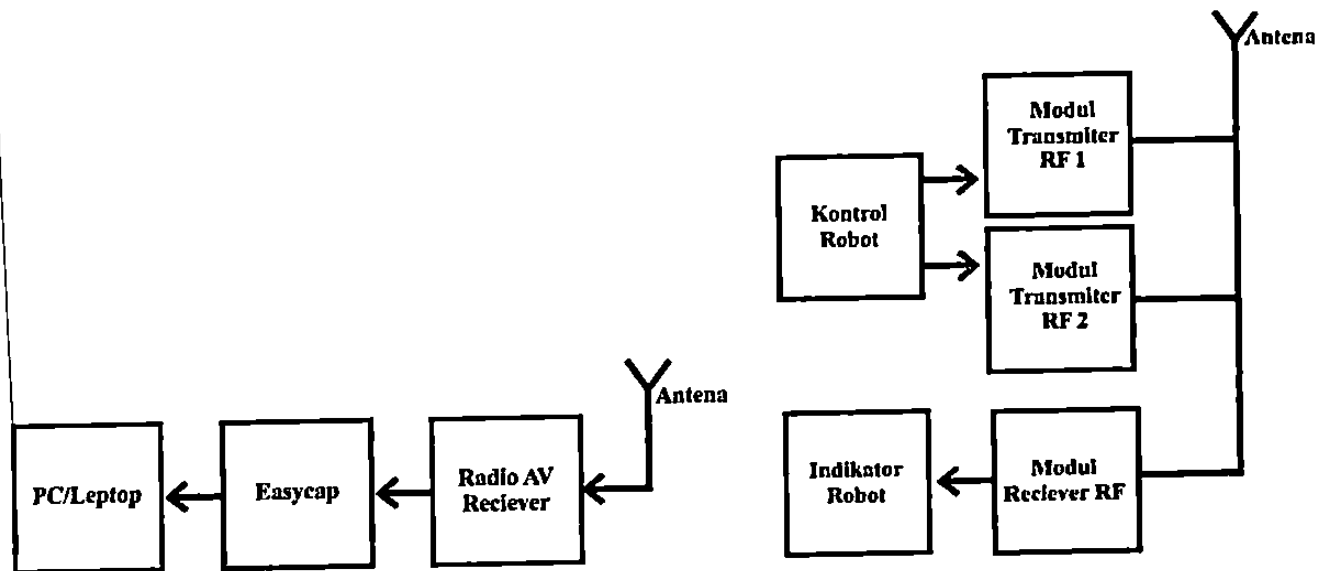 Antena
Modul
Transmiter
RF 1
Kontrol
Robot
Modul
Transmiter
RF 2
Antena
PC/Leptop
Easycap
Radio AV
Reciever
Indikator
Robot
Modul
Reciever RF